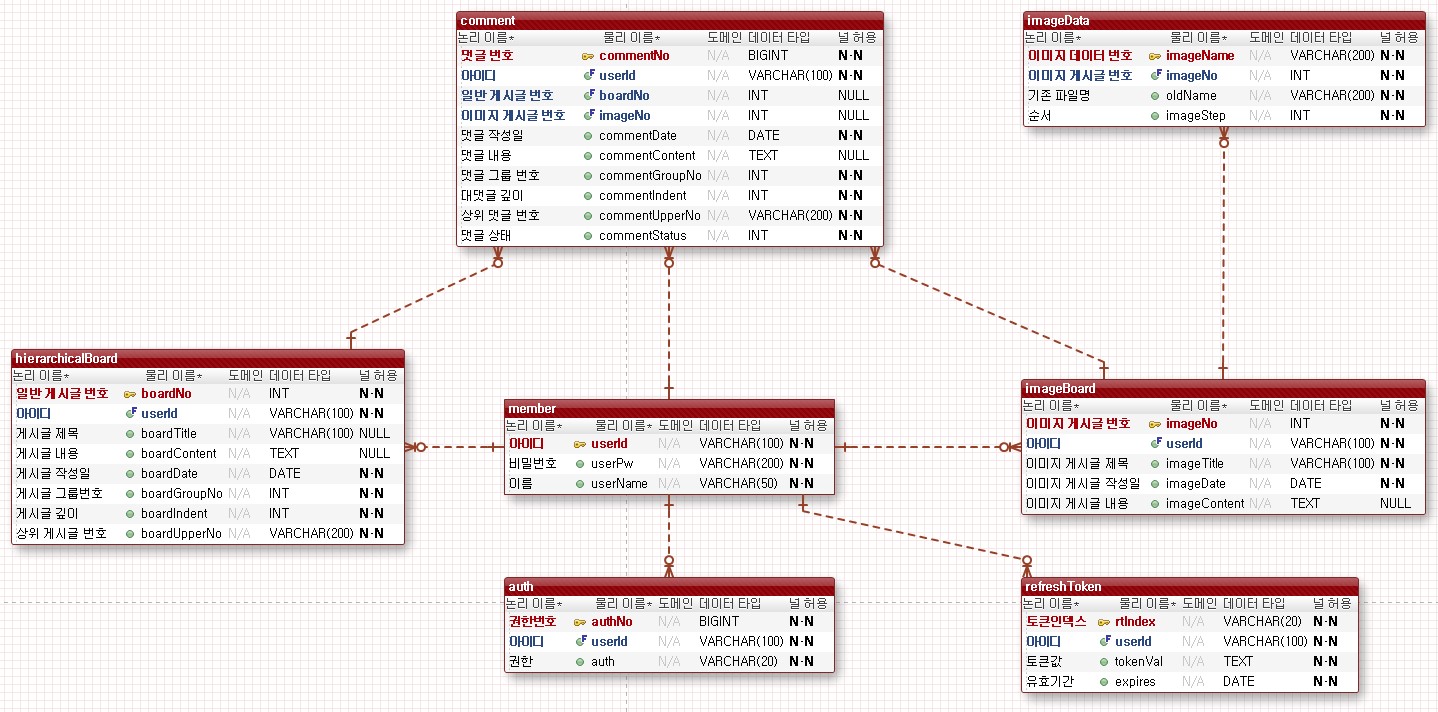 comment
논리 이름* 물리 이름* 도메인 데이터 타입 널 허용
댓글 번호 commentNo N/A BIGINT N-N
아이디 userId N/A VARCHAR(100) N-N
일반 게시글 번호 boardNo N/A INT NULL
이미지 게시글 번호 imageNo N/A INT NULL
댓글 작성일 commentDate N/A DATE N-N
댓글 내용 commentContent N/A TEXT NULL
댓글 그룹 번호 commentGroupNo N/A INT N-N
대댓글 깊이 commentIndent N/A INT N-N
상위 댓글 번호 commentUpperNo N/A VARCHAR(200) N-N
댓글 상태 commentStatus N/A INT N-N
imageData
논리 이름* 물리 이름* 도메인 데이터 타입 널 허용
이미지 데이터 번호 imageName N/A VARCHAR(200) N-N
이미지 게시글 번호 imageNo N/A INT N-N
기존 파일명 oldName N/A VARCHAR(200) N-N
순서 imageStep N/A INT N-N
hierarchicalBoard
논리 이름* 물리 이름* 도메인 데이터 타입 널 허용
일반 게시글 번호 boardNo N/A INT N-N
아이디 userId N/A VARCHAR(100) N-N
게시글 제목 boardTitle N/A VARCHAR(100) NULL
게시글 내용 boardContent N/A TEXT NULL
게시글 작성일 boardDate N/A DATE N-N
게시글 그룹번호 boardGroupNo N/A INT N-N
게시글 깊이 boardIndent N/A INT N-N
상위 게시글 번호 boardUpperNo N/A VARCHAR(200) N-N
member
논리 이름* 물리 이름* 도메인 데이터 타입 널 허용
아이디 userId N/A VARCHAR(100) N-N
비밀번호 userPw N/A VARCHAR(200) N-N
이름 userName N/A VARCHAR(50) N-N
imageBoard
논리 이름* 물리 이름* 도메인 데이터 타입 널 허용
이미지 게시글 번호 imageNo N/A INT N-N
아이디 userId N/A VARCHAR(100) N-N
이미지 게시글 제목 imageTitle N/A VARCHAR(100) N-N
이미지 게시글 작성일 imageDate N/A DATE N-N
이미지 게시글 내용 imageContent N/A TEXT NULL
auth
논리 이름* 물리 이름* 도메인 데이터 타입 널 허용
권한번호 authNo N/A BIGINT N-N
아이디 userId N/A VARCHAR(100) N-N
권한 auth N/A VARCHAR(20) N-N
refreshToken
논리 이름* 물리 이름* 도메인 데이터 타입 널 허용
토큰인덱스 rtIndex N/A VARCHAR(20) N-N
아이디 userId N/A VARCHAR(100) N-N
토큰값 tokenVal N/A TEXT N-N
유효기간 expires N/A DATE N-N